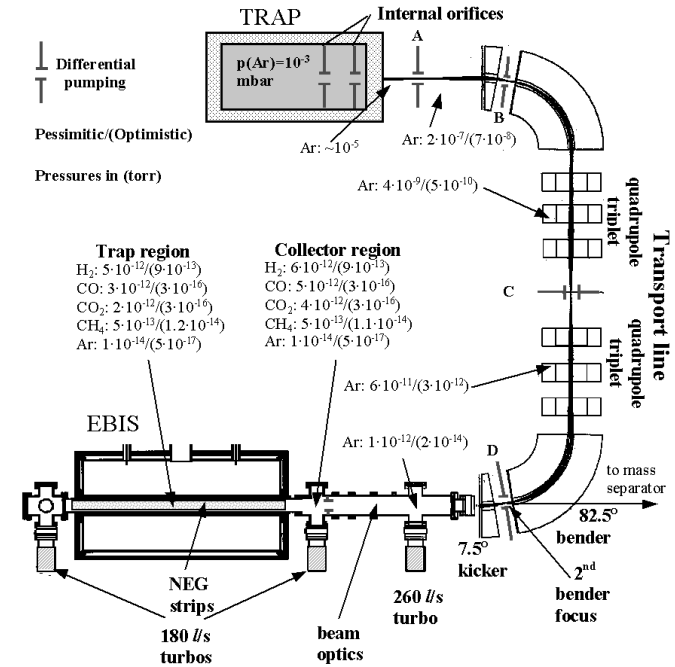 TRAP
Internal orifices
A
Differential
pumping
p(Ar)=10⁻³
mbar
B
Pessimitic/(Optimistic)
Ar: ~10⁻⁵
Ar: 2·10⁻⁷/(7·10⁻⁸)
Pressures in (torr)
Ar: 4·10⁻⁹/(5·10⁻¹⁰)
quadrupole
triplet
Transport line
Trap region
H₂: 5·10⁻¹²/(9·10⁻¹³)
CO: 3·10⁻¹²/(3·10⁻¹⁶)
CO₂: 2·10⁻¹²/(3·10⁻¹⁶)
CH₄: 5·10⁻¹³/(1.2·10⁻¹⁴)
Ar: 1·10⁻¹⁴/(5·10⁻¹⁷)
Collector region
H₂: 6·10⁻¹²/(9·10⁻¹³)
CO: 5·10⁻¹²/(3·10⁻¹⁶)
CO₂: 4·10⁻¹²/(3·10⁻¹⁶)
CH₄: 5·10⁻¹³/(1.1·10⁻¹⁴)
Ar: 1·10⁻¹⁴/(5·10⁻¹⁷)
C
quadrupole
triplet
Ar: 6·10⁻¹¹/(3·10⁻¹²)
EBIS
Ar: 1·10⁻¹²/(2·10⁻¹⁴)
D
to mass
separator
82.5°
bender
7.5°
kicker
2ⁿᵈ
bender
focus
NEG
strips
180 l/s
turbos
beam
optics
260 l/s
turbo